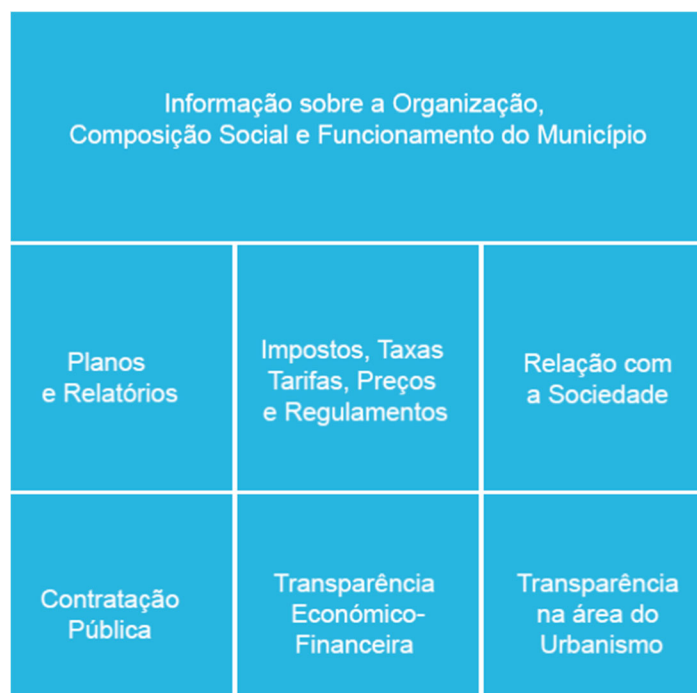 Informação sobre a Organização,
Composição Social e Funcionamento do Município
Planos
e Relatórios
Impostos, Taxas
Tarifas, Preços
e Regulamentos
Relação com
a Sociedade
Contratação
Pública
Transparência
Económico-
Financeira
Transparência
na área do
Urbanismo